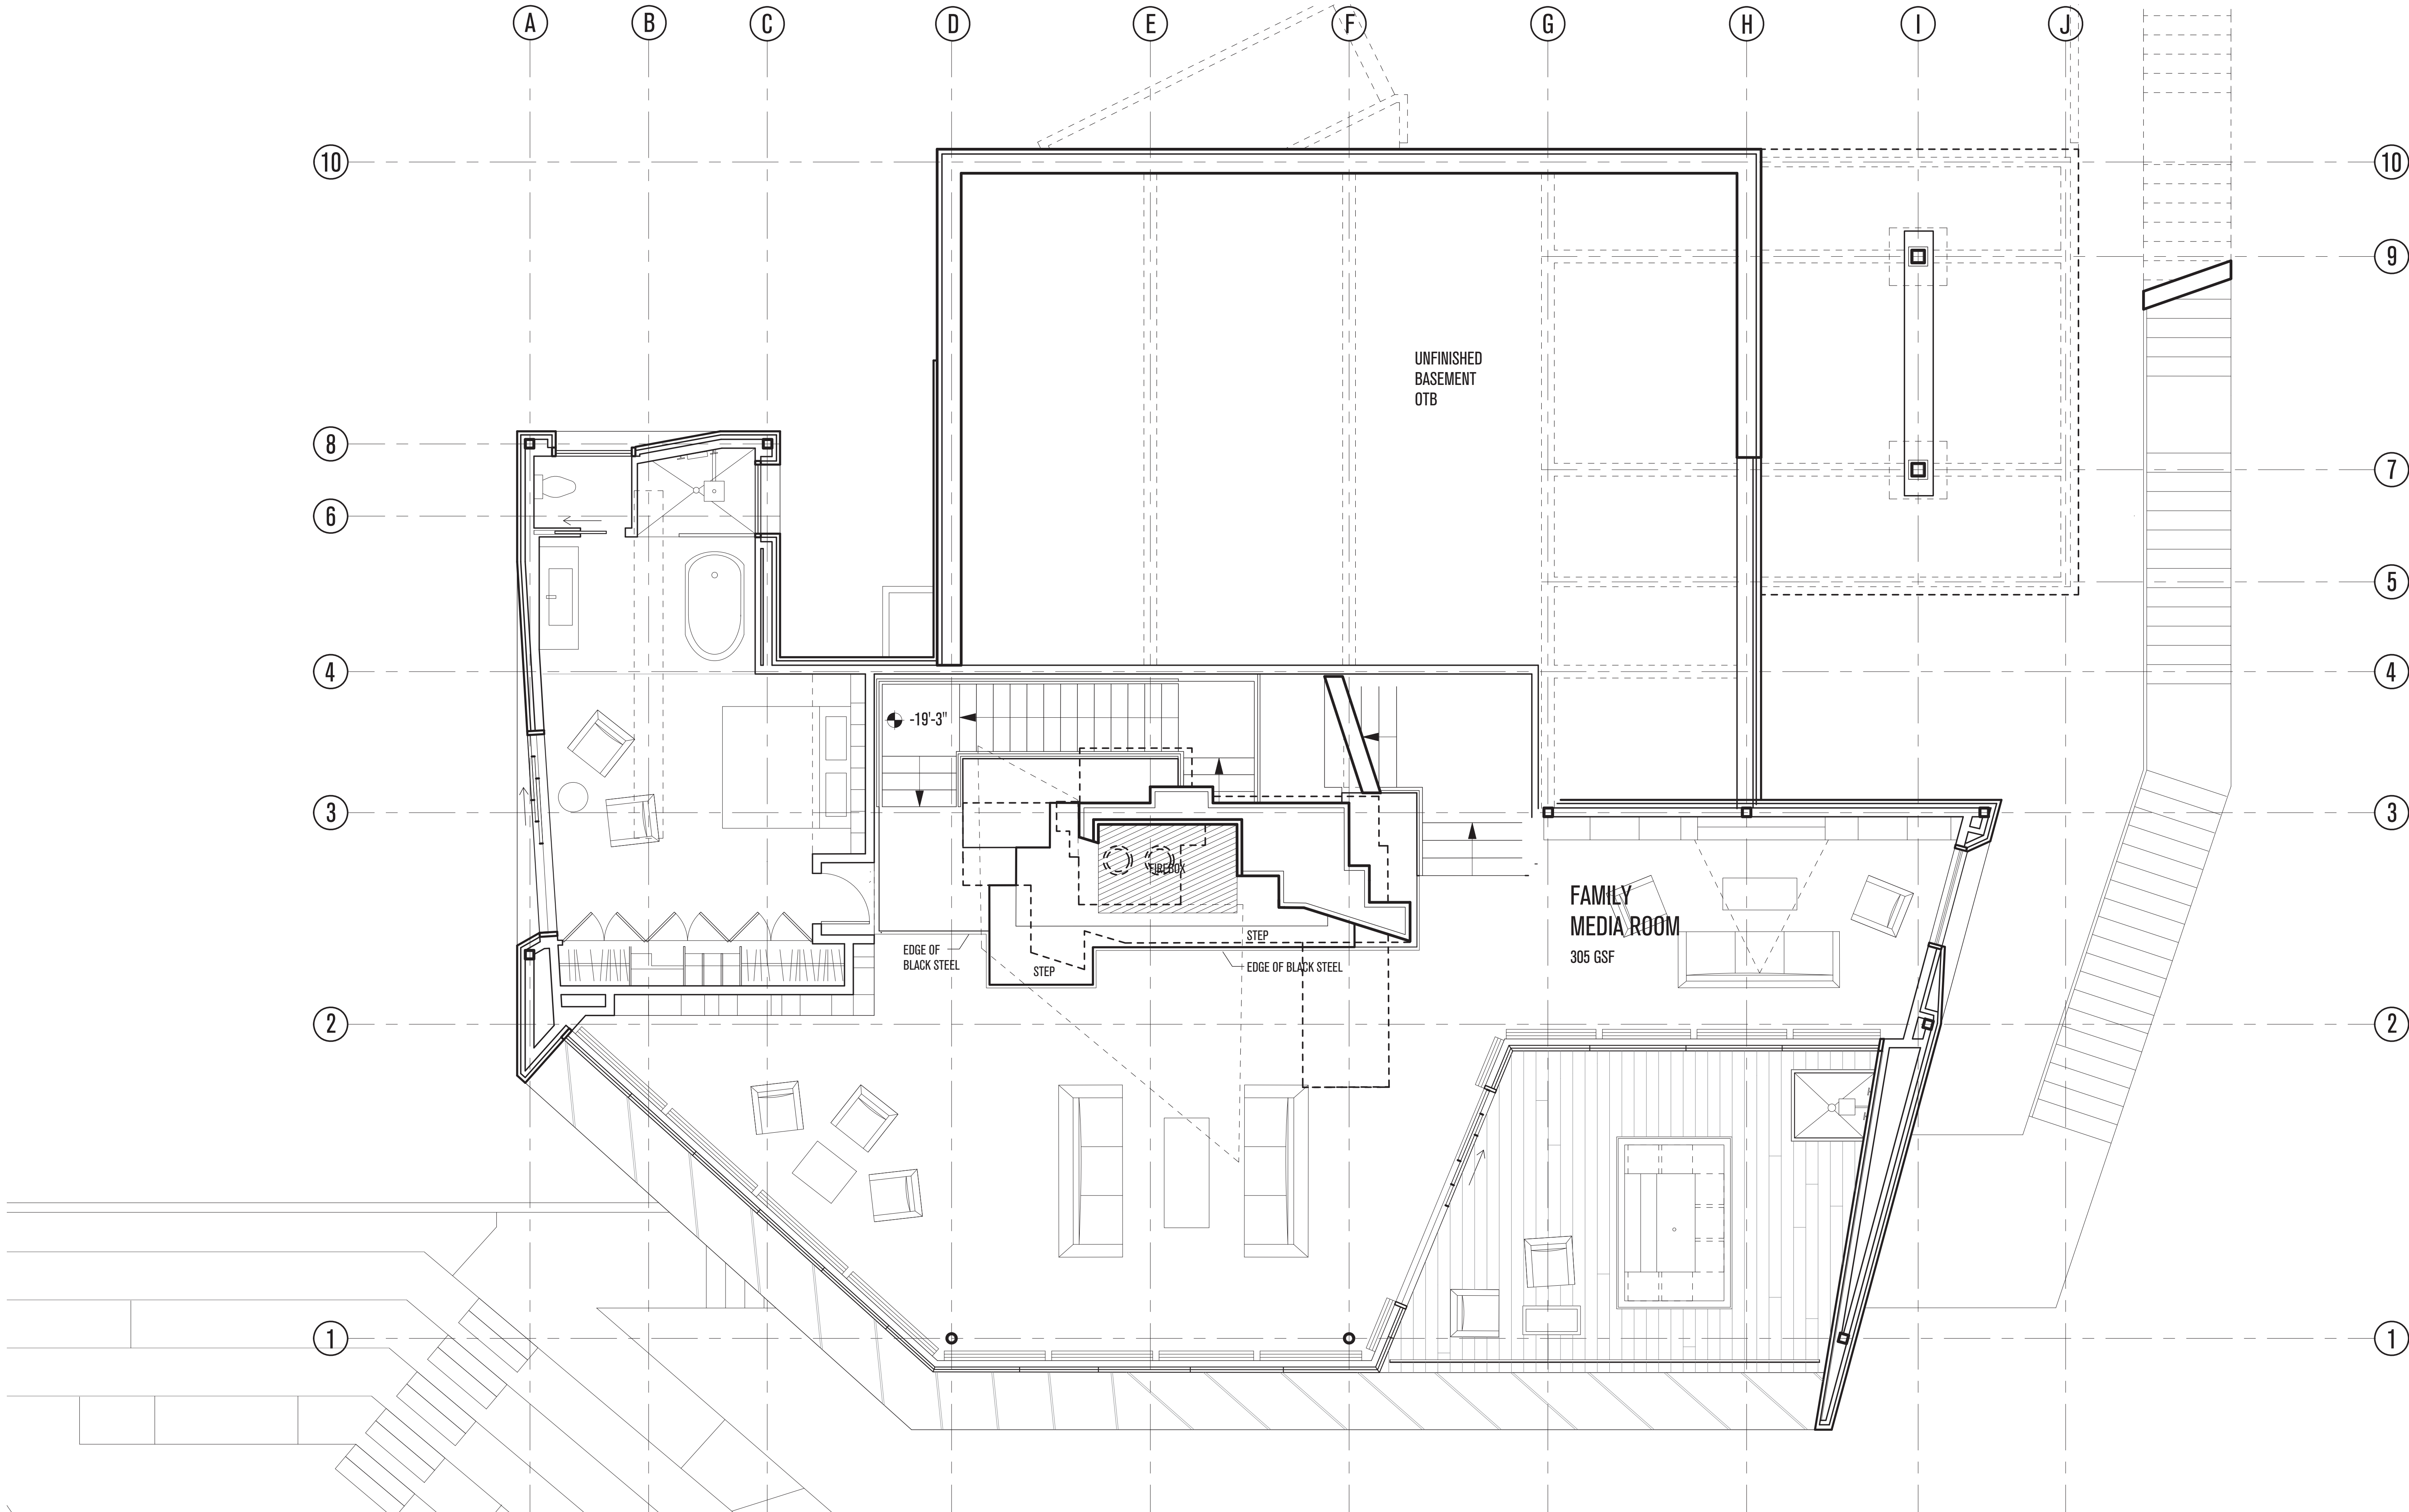 A B C D E F G H I J
10 10
9
8
7
6
5
4 4
3 3
2 2
1 1
UNFINISHED
BASEMENT
OTB
-19'-3"
FIREBOX
FAMILY
MEDIA ROOM
305 GSF
EDGE OF
BLACK STEEL
STEP
STEP
EDGE OF BLACK STEEL